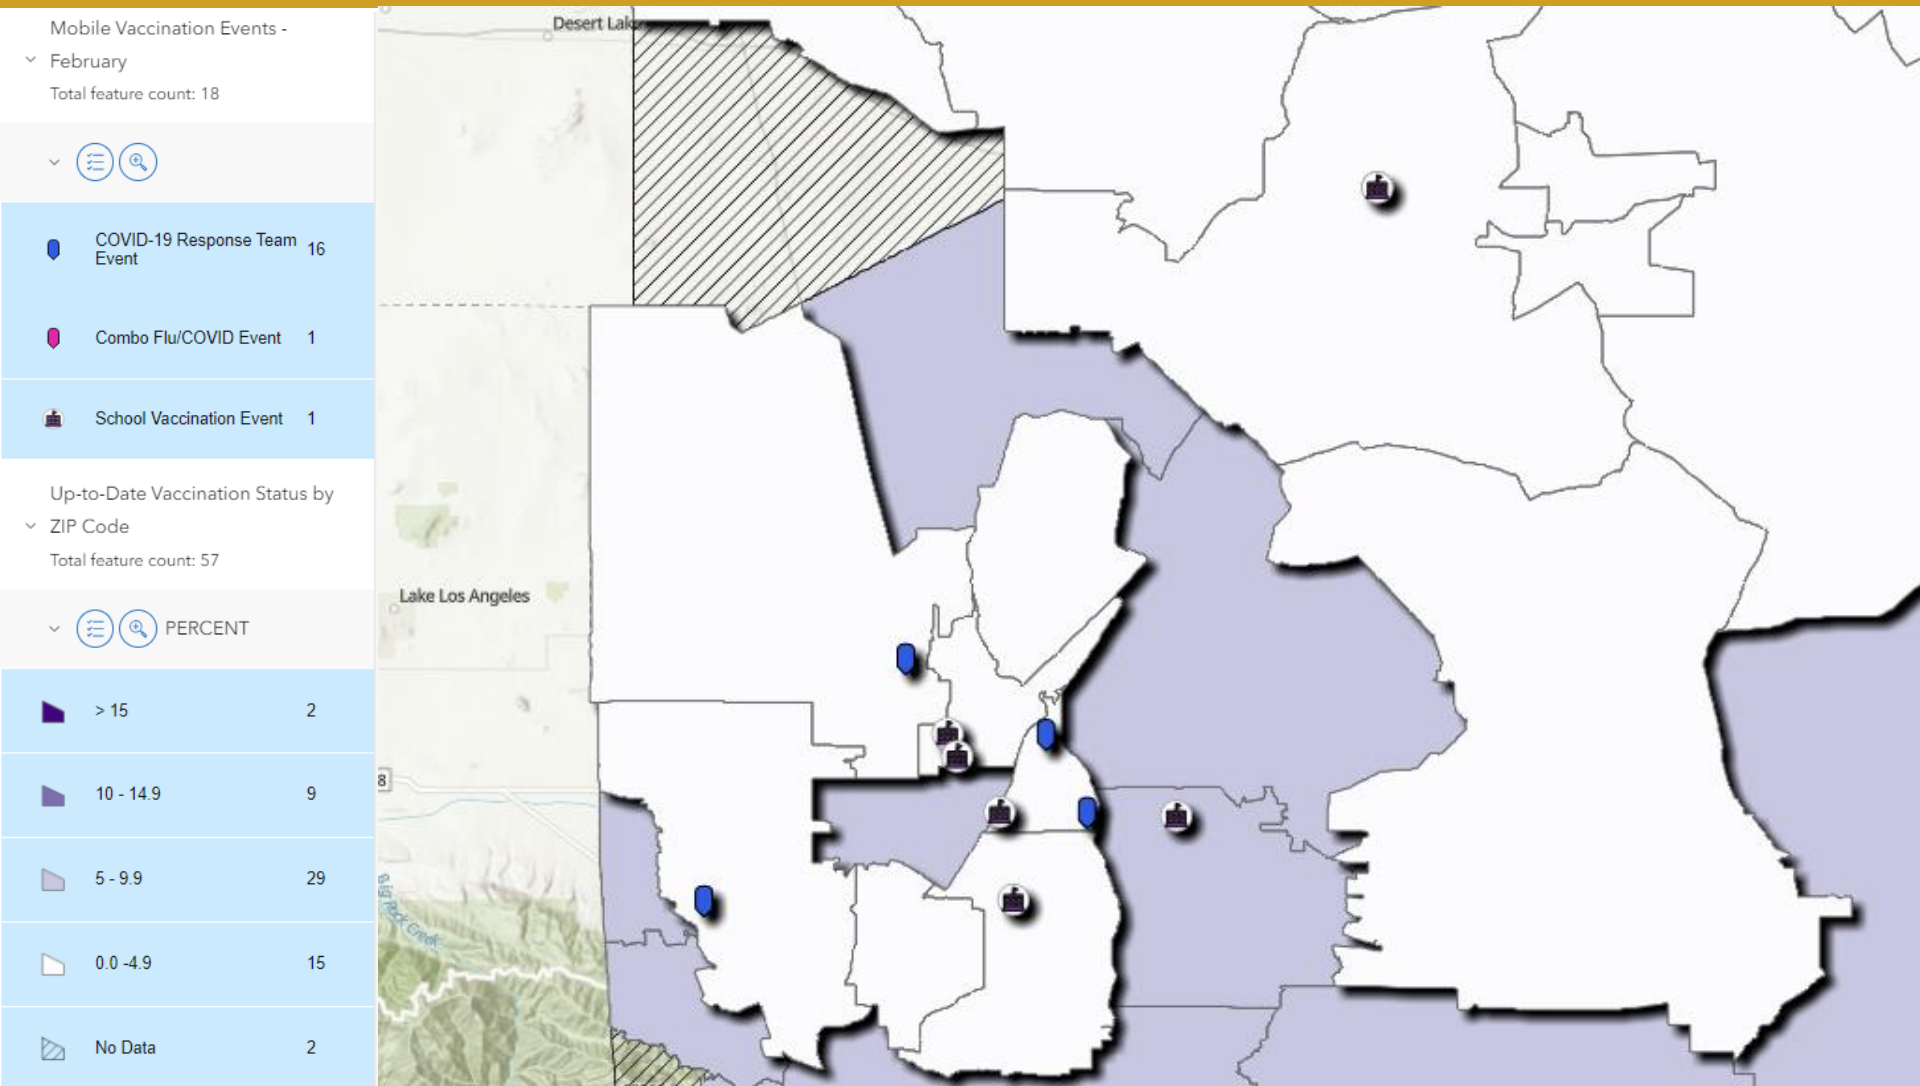 Mobile Vaccination Events -
February
Total feature count: 18
COVID-19 Response Team
Event
16
Combo Flu/COVID Event 1
School Vaccination Event 1
Up-to-Date Vaccination Status by
ZIP Code
Total feature count: 57
PERCENT
> 15 2
10 - 14.9 9
5 - 9.9 29
0.0 -4.9 15
No Data 2
Desert Lak
Lake Los Angeles
8
Big Rock Creek